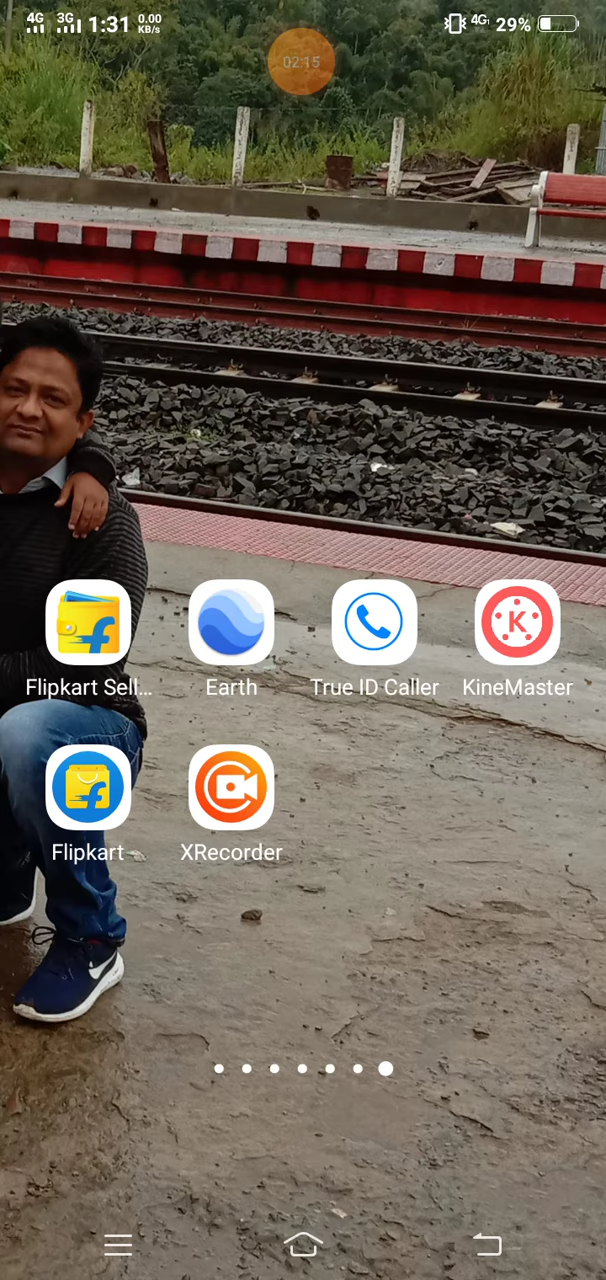 4G 3G 1:31 0.00 KB/s 4G 29%
02:15
Flipkart Sell... Earth True ID Caller KineMaster
Flipkart XRecorder